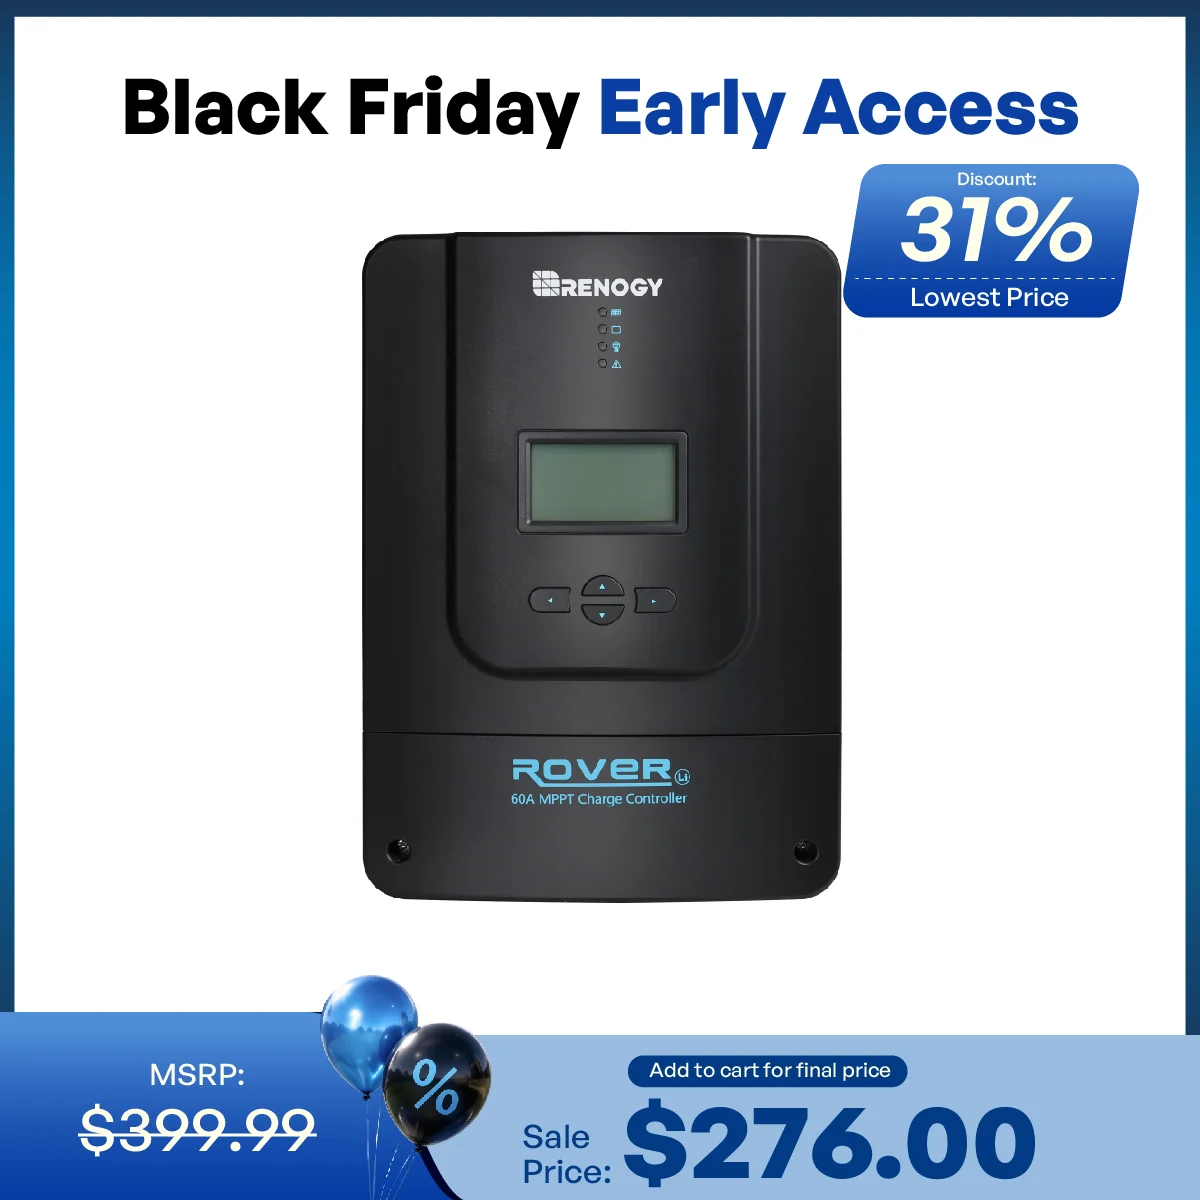 Black Friday Early Access
Discount:
31%
Lowest Price
RENOGY
ROVER Li
60A MPPT Charge Controller
MSRP:
$399.99
%
Add to cart for final price
Sale
Price:
$276.00